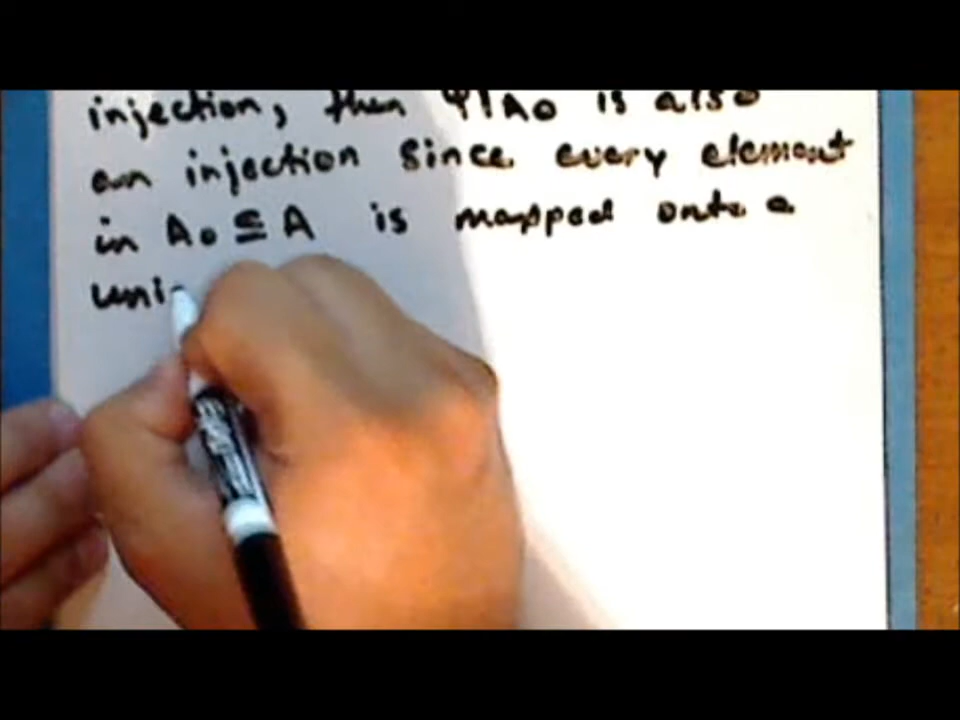 injection, then φ|A₀ is also
an injection since every element
in A₀ ⊆ A is mapped onto a
uni